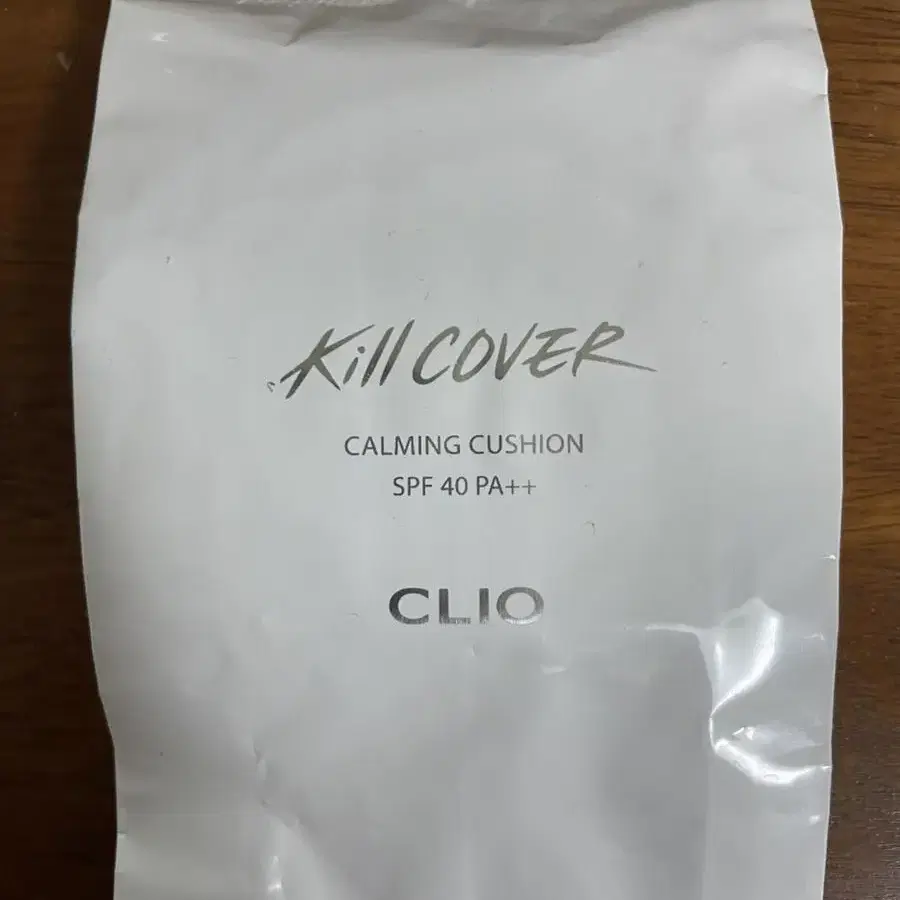 Kill COVER
CALMING CUSHION
SPF 40 PA++
CLIO